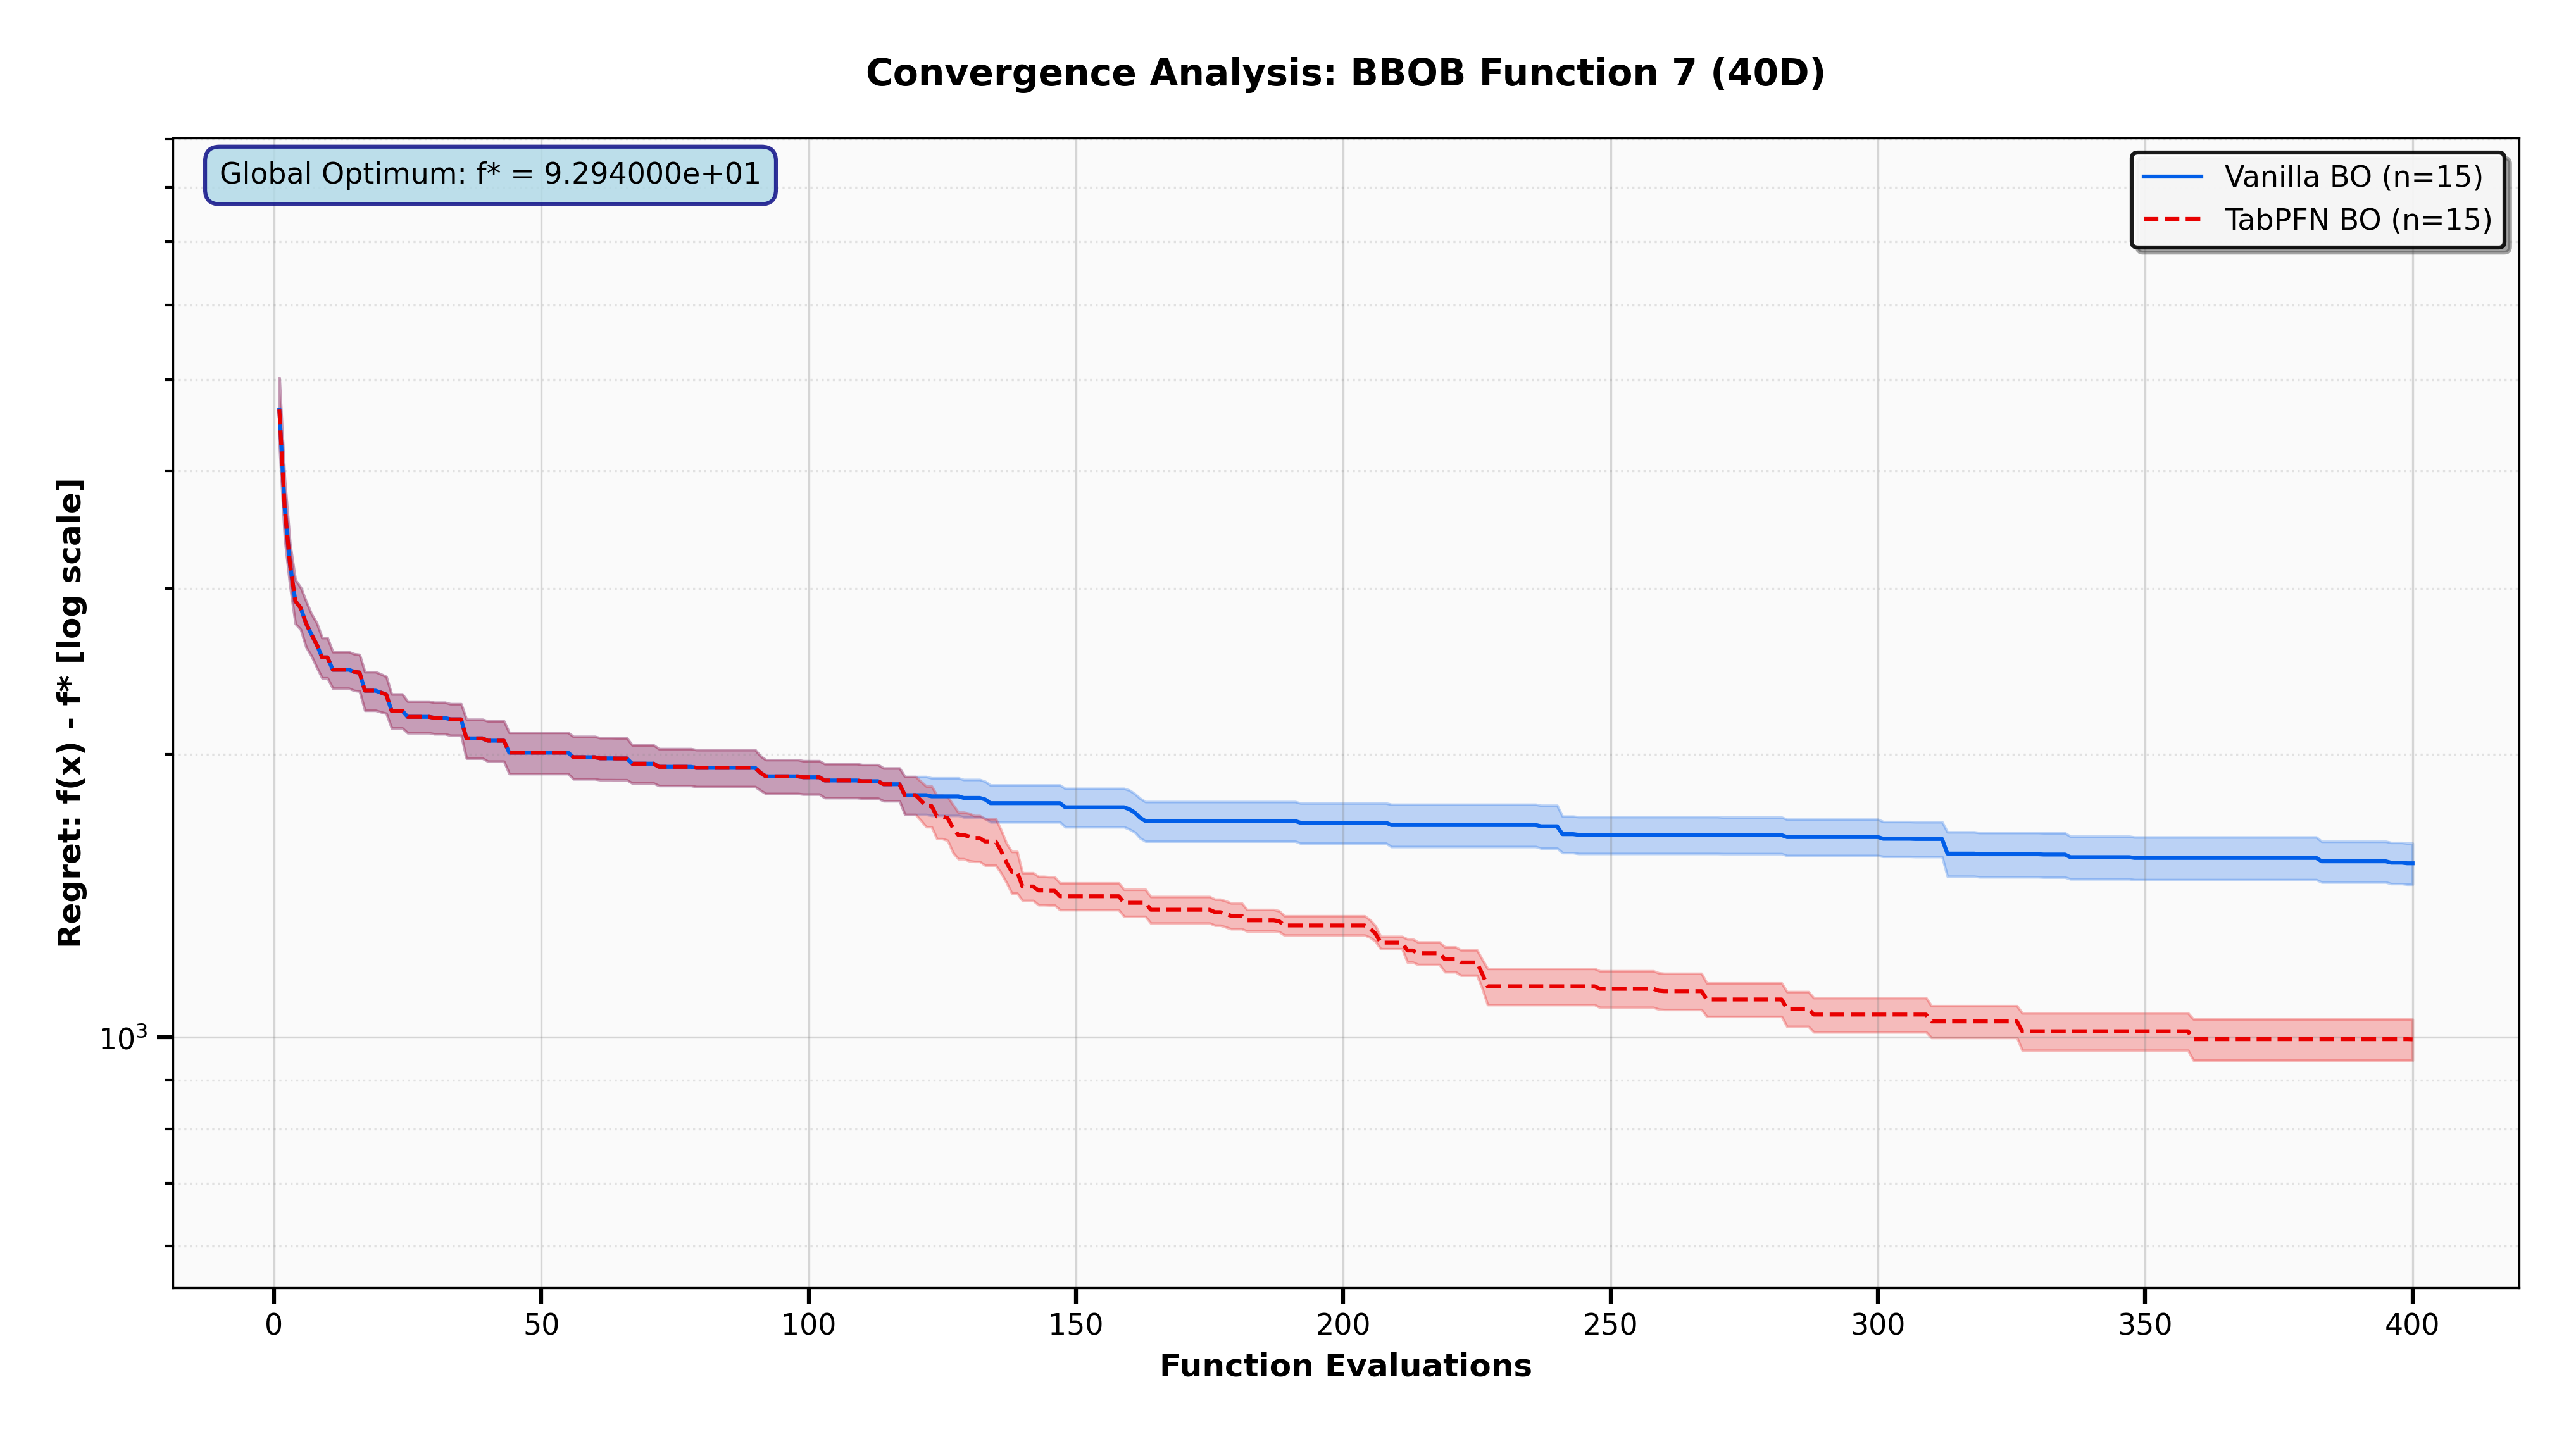 Convergence Analysis: BBOB Function 7 (40D)
Global Optimum: f* = 9.294000e+01
Vanilla BO (n=15)
TabPFN BO (n=15)
Regret: f(x) - f* [log scale]
10³
0 50 100 150 200 250 300 350 400
Function Evaluations